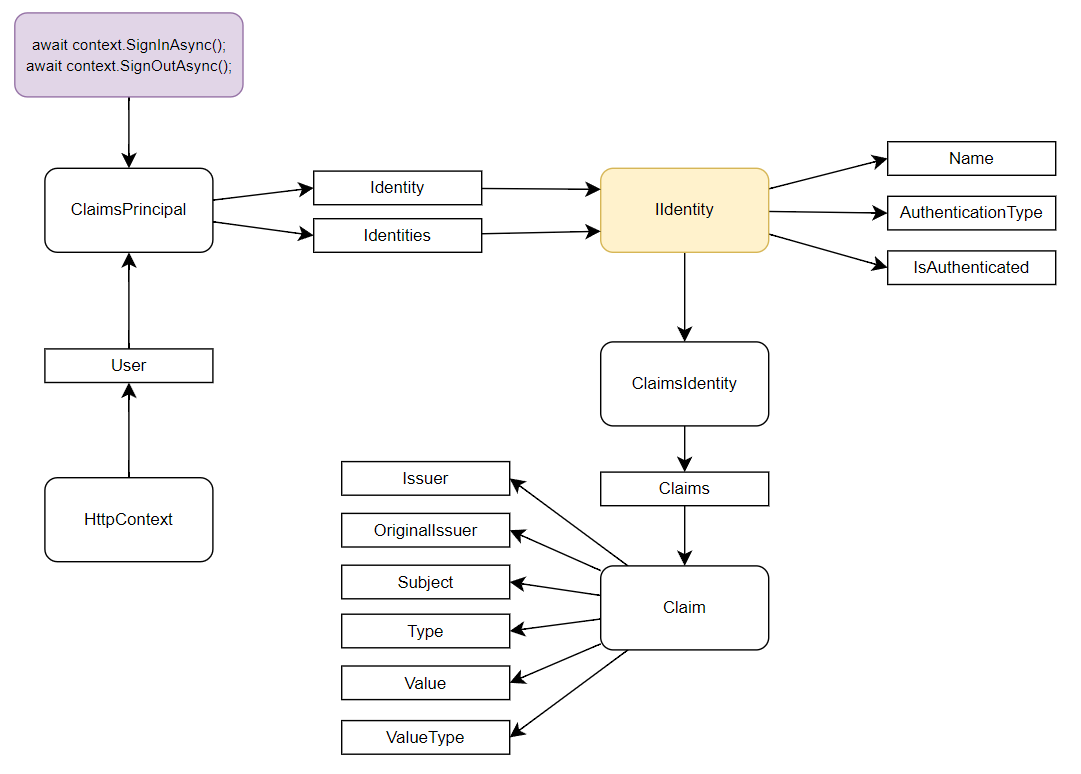 await context.SignInAsync();
await context.SignOutAsync();
ClaimsPrincipal
Identity
Identities
IIdentity
Name
AuthenticationType
IsAuthenticated
User
HttpContext
ClaimsIdentity
Claims
Claim
Issuer
OriginalIssuer
Subject
Type
Value
ValueType